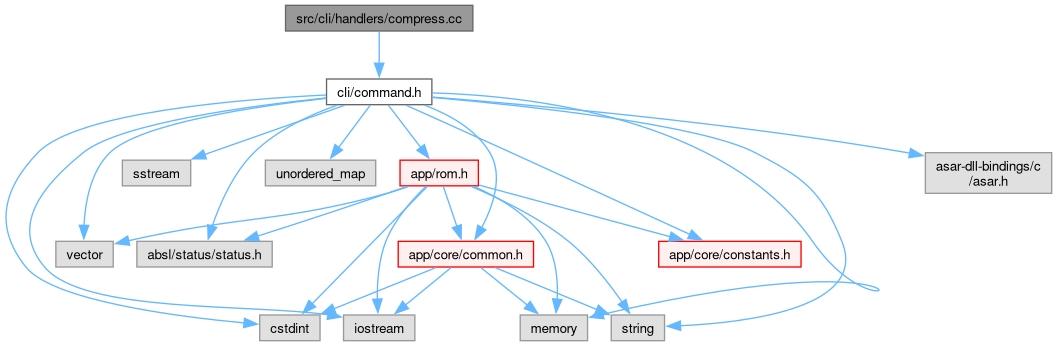 src/cli/handlers/compress.cc
cli/command.h
asar-dll-bindings/c
/asar.h
sstream
unordered_map
app/rom.h
vector
absl/status/status.h
app/core/common.h
app/core/constants.h
cstdint
iostream
memory
string